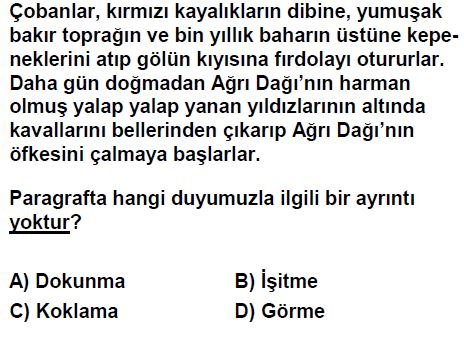 Çobanlar, kırmızı kayalıkların dibine, yumuşak
bakır toprağın ve bin yıllık baharın üstüne kepe-
neklerini atıp gölün kıyısına fırdolayı otururlar.
Daha gün doğmadan Ağrı Dağı'nın harman
olmuş yalap yalap yanan yıldızlarının altında
kavallarını bellerinden çıkarıp Ağrı Dağı'nın
öfkesini çalmaya başlarlar.
Paragrafta hangi duyumuzla ilgili bir ayrıntı
yoktur?
A) Dokunma B) İşitme
C) Koklama D) Görme